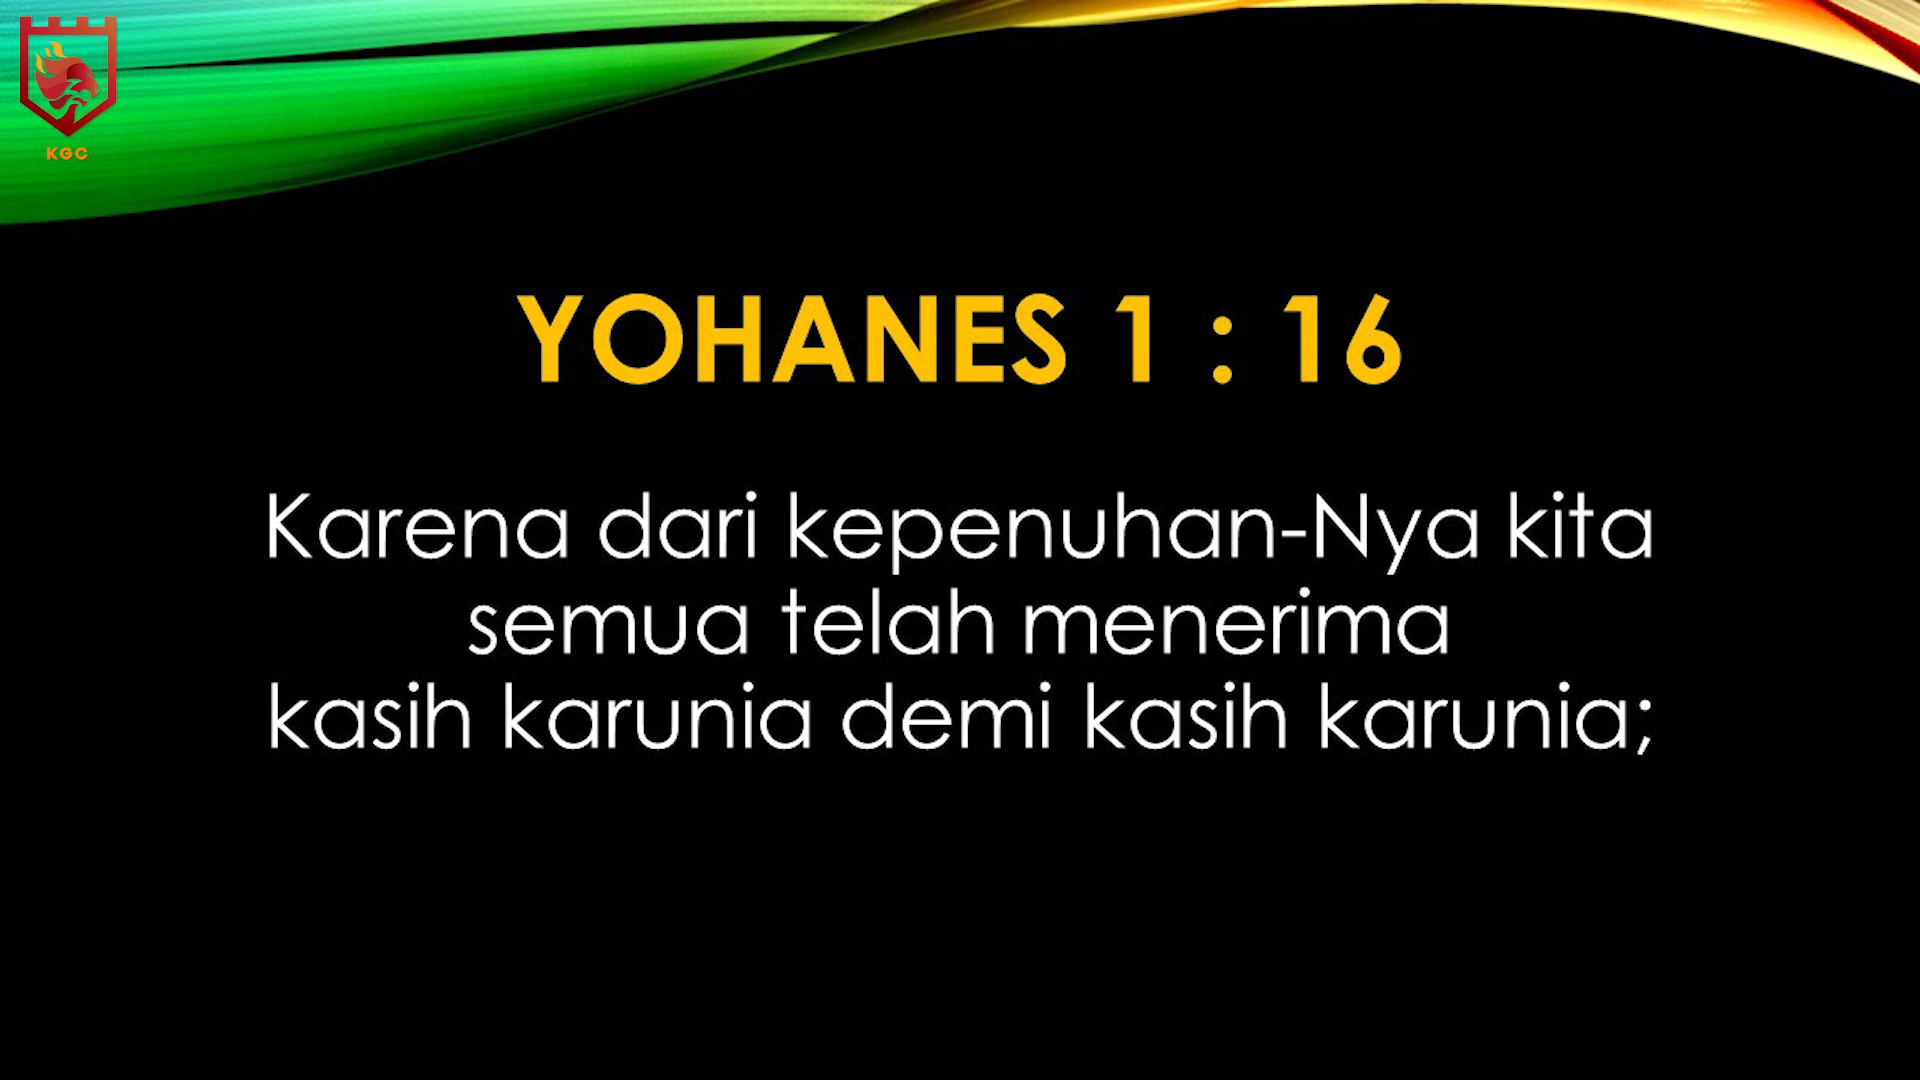 KGC
YOHANES 1 : 16
Karena dari kepenuhan-Nya kita
semua telah menerima
kasih karunia demi kasih karunia;